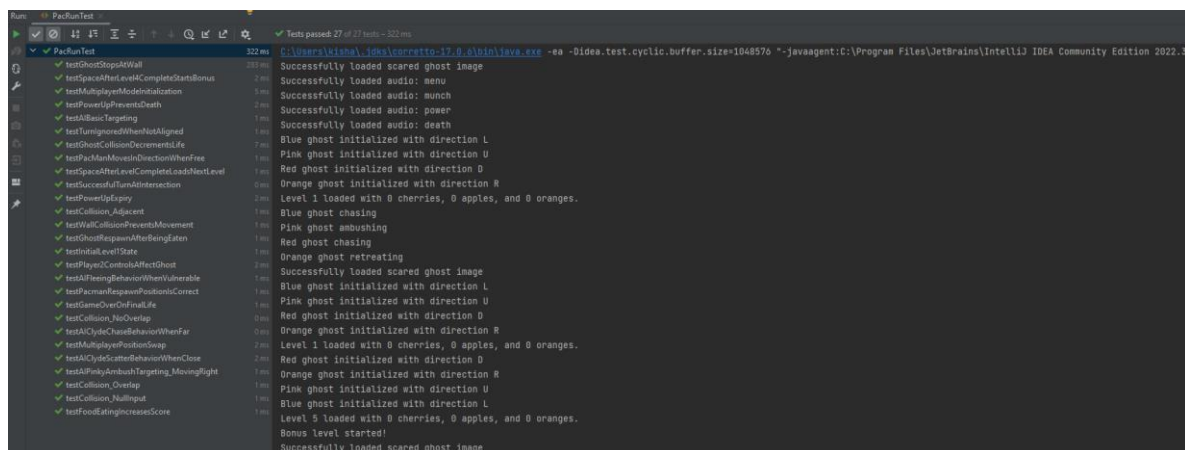 Run: PacRunTest
Tests passed: 27 of 27 tests – 322 ms
PacRunTest 322 ms
testGhostStopsAtWall
testSpaceAfterLevel4CompleteStartsBonus 2 ms
testMultiplayerModeInitialization 5 ms
testPowerUpPreventsDeath 2 ms
testAIBasicTargeting 1 ms
testTurnIgnoredWhenNotAligned 1 ms
testGhostCollisionDecrementsLife 7 ms
testPacManMovesInDirectionWhenFree 1 ms
testSpaceAfterLevelCompleteLoadsNextLevel 1 ms
testSuccessfulTurnAtIntersection 0 ms
testPowerUpExpiry 2 ms
testCollision_Adjacent 1 ms
testWallCollisionPreventsMovement 1 ms
testGhostRespawnAfterBeingEaten 1 ms
testInitialLevel1State 1 ms
testPlayer2ControlsAffectGhost 2 ms
testAIFleeingBehaviorWhenVulnerable 1 ms
testPacmanRespawnPositionIsCorrect 1 ms
testGameOverOnFinalLife 1 ms
testCollision_NoOverlap 0 ms
testAIClydeChaseBehaviorWhenFar 0 ms
testMultiplayerPositionSwap 2 ms
testAIClydeScatterBehaviorWhenClose 2 ms
testAIPinkyAmbushTargeting_MovingRight 1 ms
testCollision_Overlap 1 ms
testCollision_NullInput 1 ms
testFoodEatingIncreasesScore 1 ms
C:\Users\kisha\.jdks\corretto-17.0.o\bin\java.exe -ea -Didea.test.cyclic.buffer.size=1048576 "-javaagent:C:\Program Files\JetBrains\IntelliJ IDEA Community Edition 2022.3
Successfully loaded scared ghost image
Successfully loaded audio: menu
Successfully loaded audio: munch
Successfully loaded audio: power
Successfully loaded audio: death
Blue ghost initialized with direction L
Pink ghost initialized with direction U
Red ghost initialized with direction D
Orange ghost initialized with direction R
Level 1 loaded with 0 cherries, 0 apples, and 0 oranges.
Blue ghost chasing
Pink ghost ambushing
Red ghost chasing
Orange ghost retreating
Successfully loaded scared ghost image
Blue ghost initialized with direction L
Pink ghost initialized with direction U
Red ghost initialized with direction D
Orange ghost initialized with direction R
Level 1 loaded with 0 cherries, 0 apples, and 0 oranges.
Red ghost initialized with direction D
Orange ghost initialized with direction R
Pink ghost initialized with direction U
Blue ghost initialized with direction L
Level 5 loaded with 0 cherries, 0 apples, and 0 oranges.
Bonus level started!
Successfully loaded scared ghost image